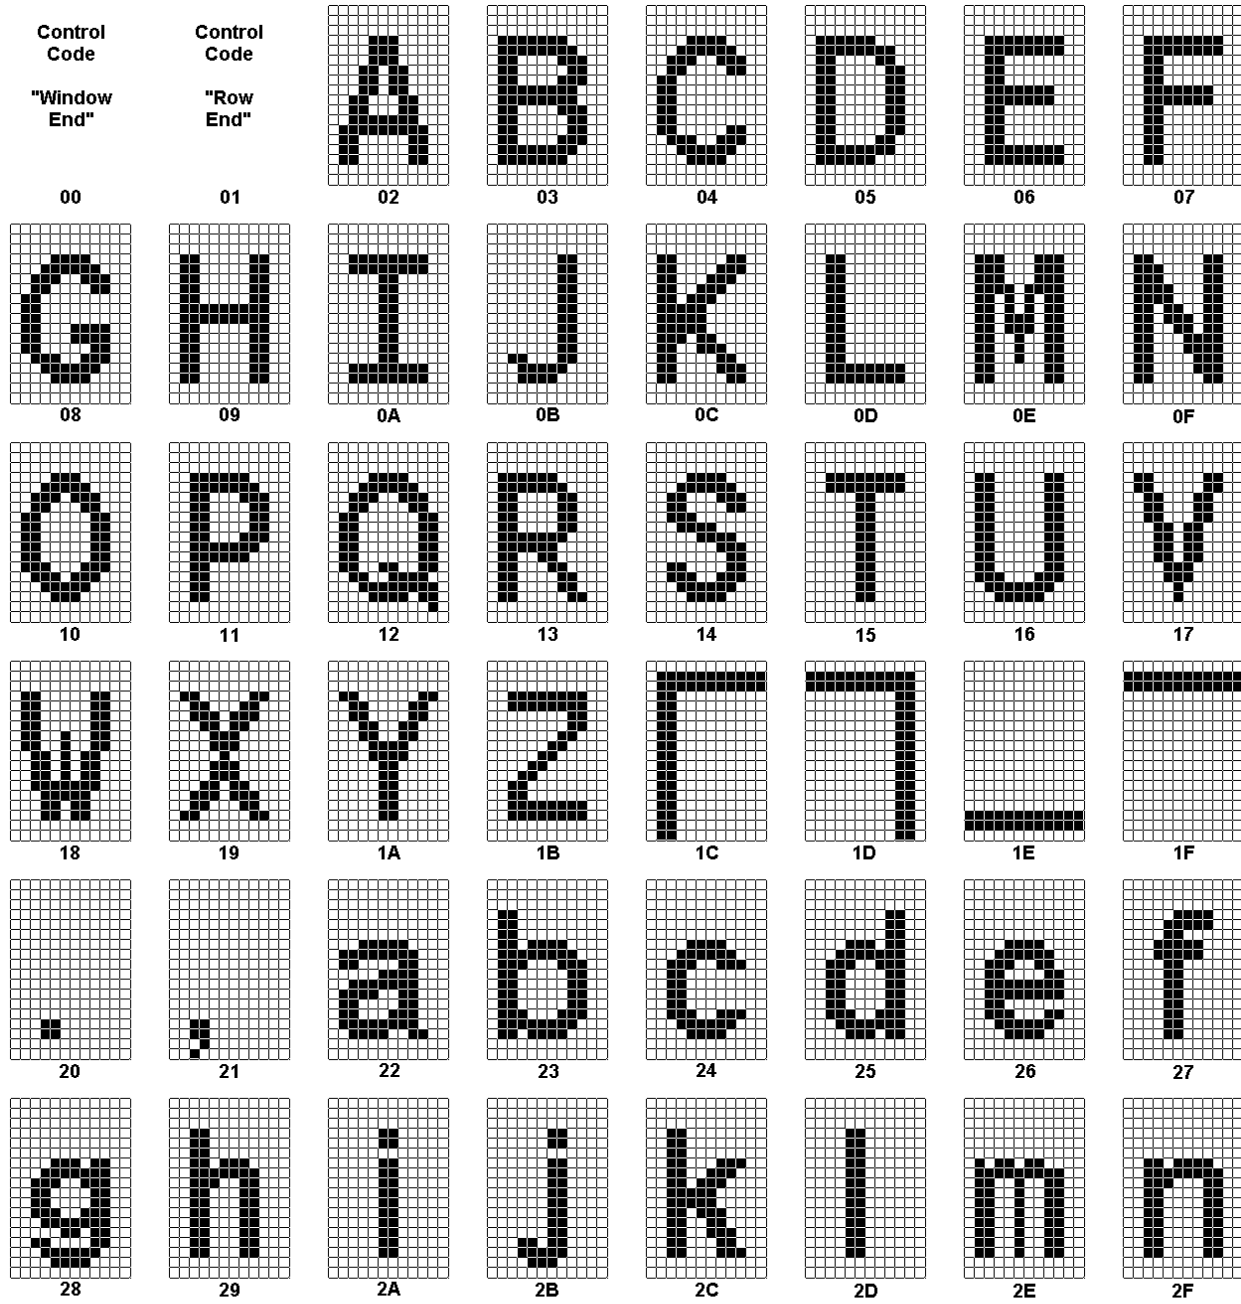 Control Code "Window End" Control Code "Row End" A B C D E F
00 01 02 03 04 05 06 07
G H I J K L M N
08 09 0A 0B 0C 0D 0E 0F
O P Q R S T U V
10 11 12 13 14 15 16 17
W X Y Z
18 19 1A 1B 1C 1D 1E 1F
. , a b c d e f
20 21 22 23 24 25 26 27
g h i j k l m n
28 29 2A 2B 2C 2D 2E 2F